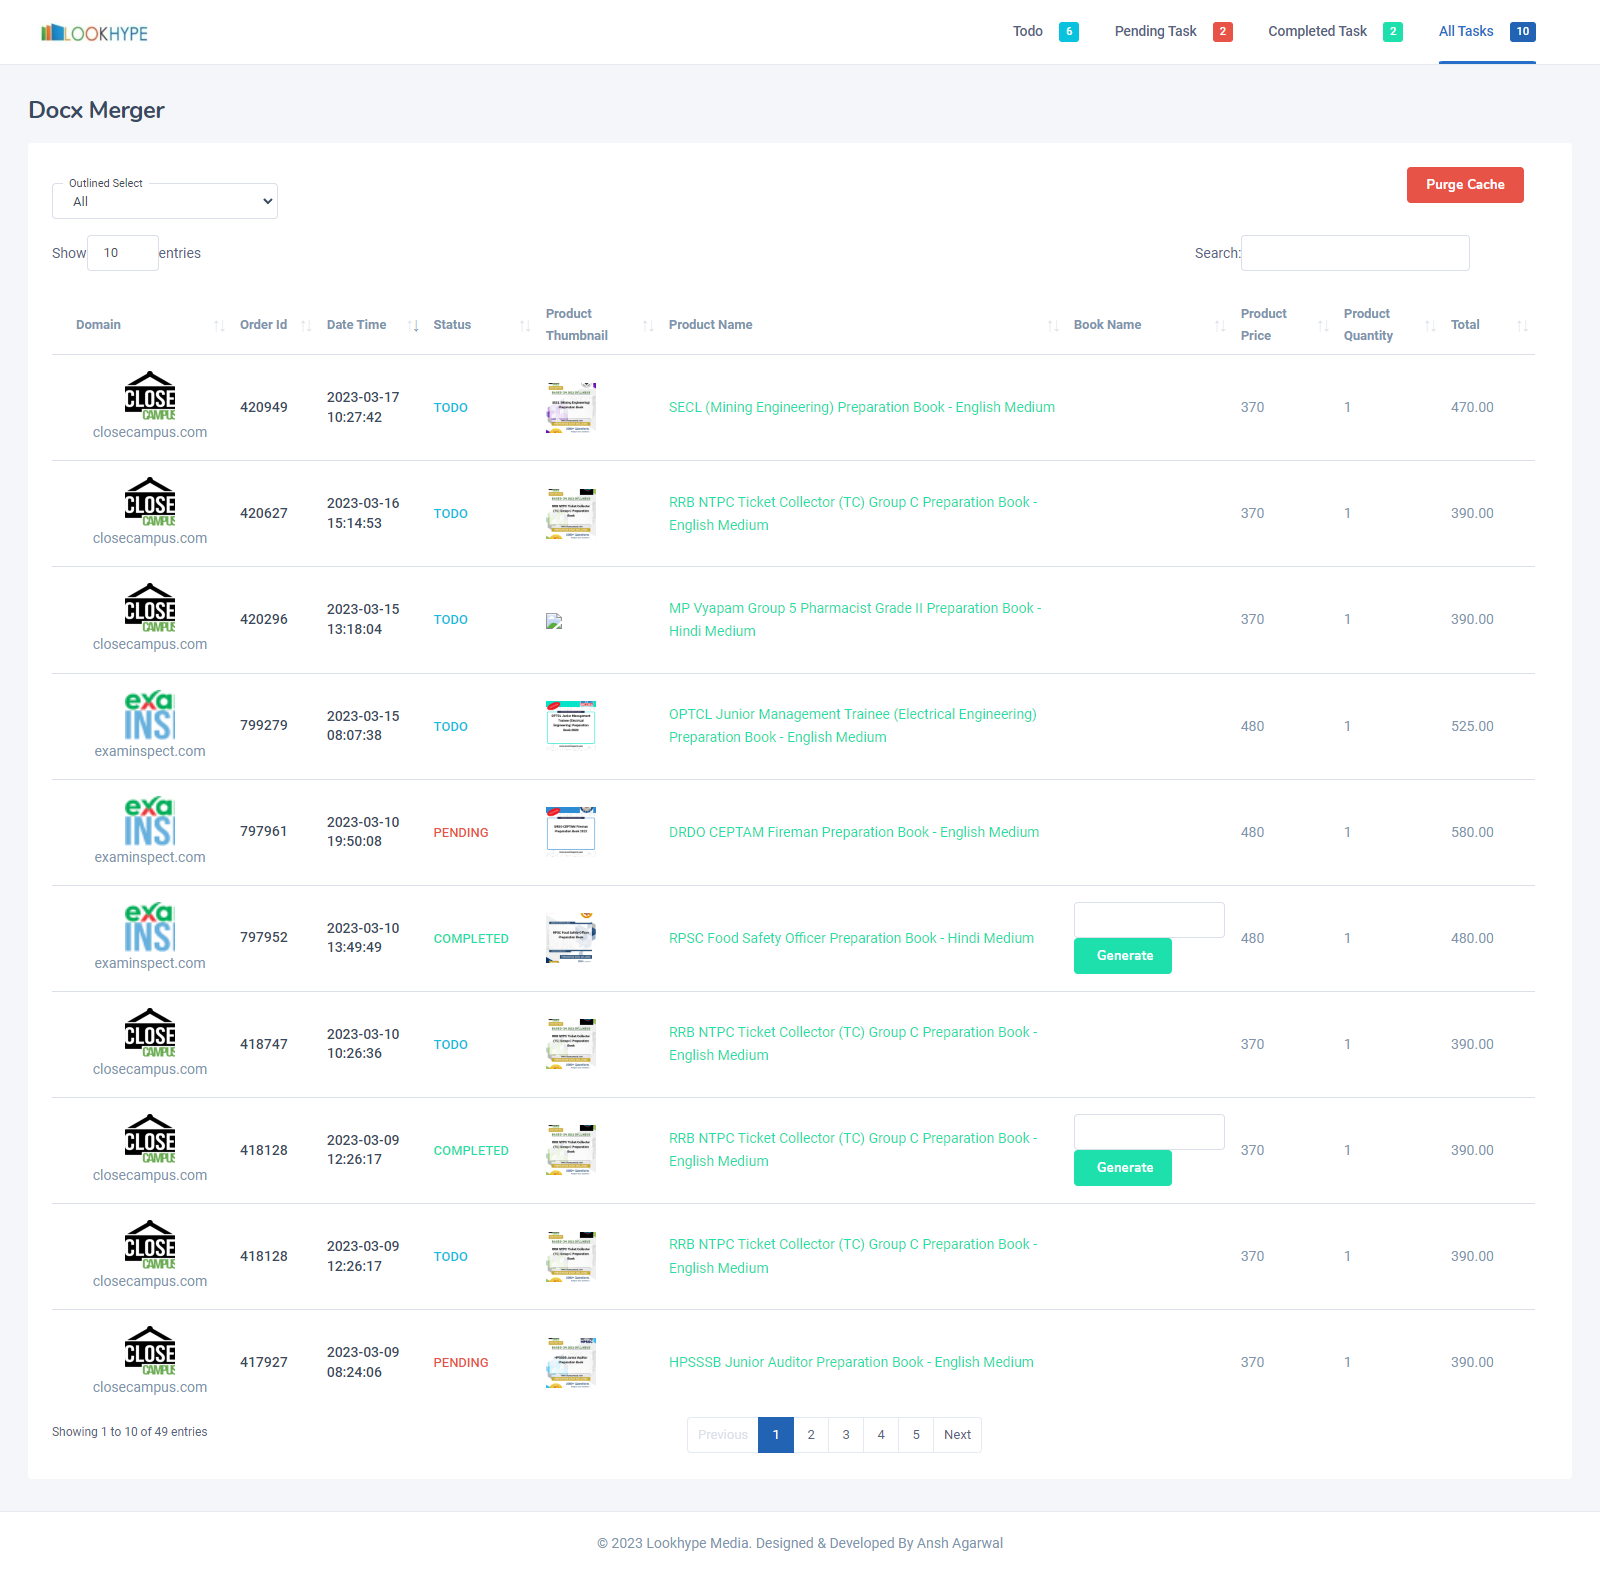 LOOKHYPE
Todo 6 Pending Task 2 Completed Task 2 All Tasks 10
Docx Merger
Outlined Select
All
Purge Cache
Show 10 entries
Search:
Domain Order Id Date Time Status Product Thumbnail Product Name Book Name Product Price Product Quantity Total
CLOSE CAMPUS
closecampus.com
420949
2023-03-17
10:27:42
TODO
SECL (Mining Engineering) Preparation Book - English Medium
370 1 470.00
CLOSE CAMPUS
closecampus.com
420627
2023-03-16
15:14:53
TODO
RRB NTPC Ticket Collector (TC) Group C Preparation Book -
English Medium
370 1 390.00
CLOSE CAMPUS
closecampus.com
420296
2023-03-15
13:18:04
TODO
MP Vyapam Group 5 Pharmacist Grade II Preparation Book -
Hindi Medium
370 1 390.00
exa
INS
examinspect.com
799279
2023-03-15
08:07:38
TODO
OPTCL Junior Management Trainee (Electrical Engineering)
Preparation Book - English Medium
480 1 525.00
exa
INS
examinspect.com
797961
2023-03-10
19:50:08
PENDING
DRDO CEPTAM Fireman Preparation Book - English Medium
480 1 580.00
exa
INS
examinspect.com
797952
2023-03-10
13:49:49
COMPLETED
RPSC Food Safety Officer Preparation Book - Hindi Medium
Generate
480 1 480.00
CLOSE CAMPUS
closecampus.com
418747
2023-03-10
10:26:36
TODO
RRB NTPC Ticket Collector (TC) Group C Preparation Book -
English Medium
370 1 390.00
CLOSE CAMPUS
closecampus.com
418128
2023-03-09
12:26:17
COMPLETED
RRB NTPC Ticket Collector (TC) Group C Preparation Book -
English Medium
Generate
370 1 390.00
CLOSE CAMPUS
closecampus.com
418128
2023-03-09
12:26:17
TODO
RRB NTPC Ticket Collector (TC) Group C Preparation Book -
English Medium
370 1 390.00
CLOSE CAMPUS
closecampus.com
417927
2023-03-09
08:24:06
PENDING
HPSSSB Junior Auditor Preparation Book - English Medium
370 1 390.00
Showing 1 to 10 of 49 entries
Previous 1 2 3 4 5 Next
© 2023 Lookhype Media. Designed & Developed By Ansh Agarwal